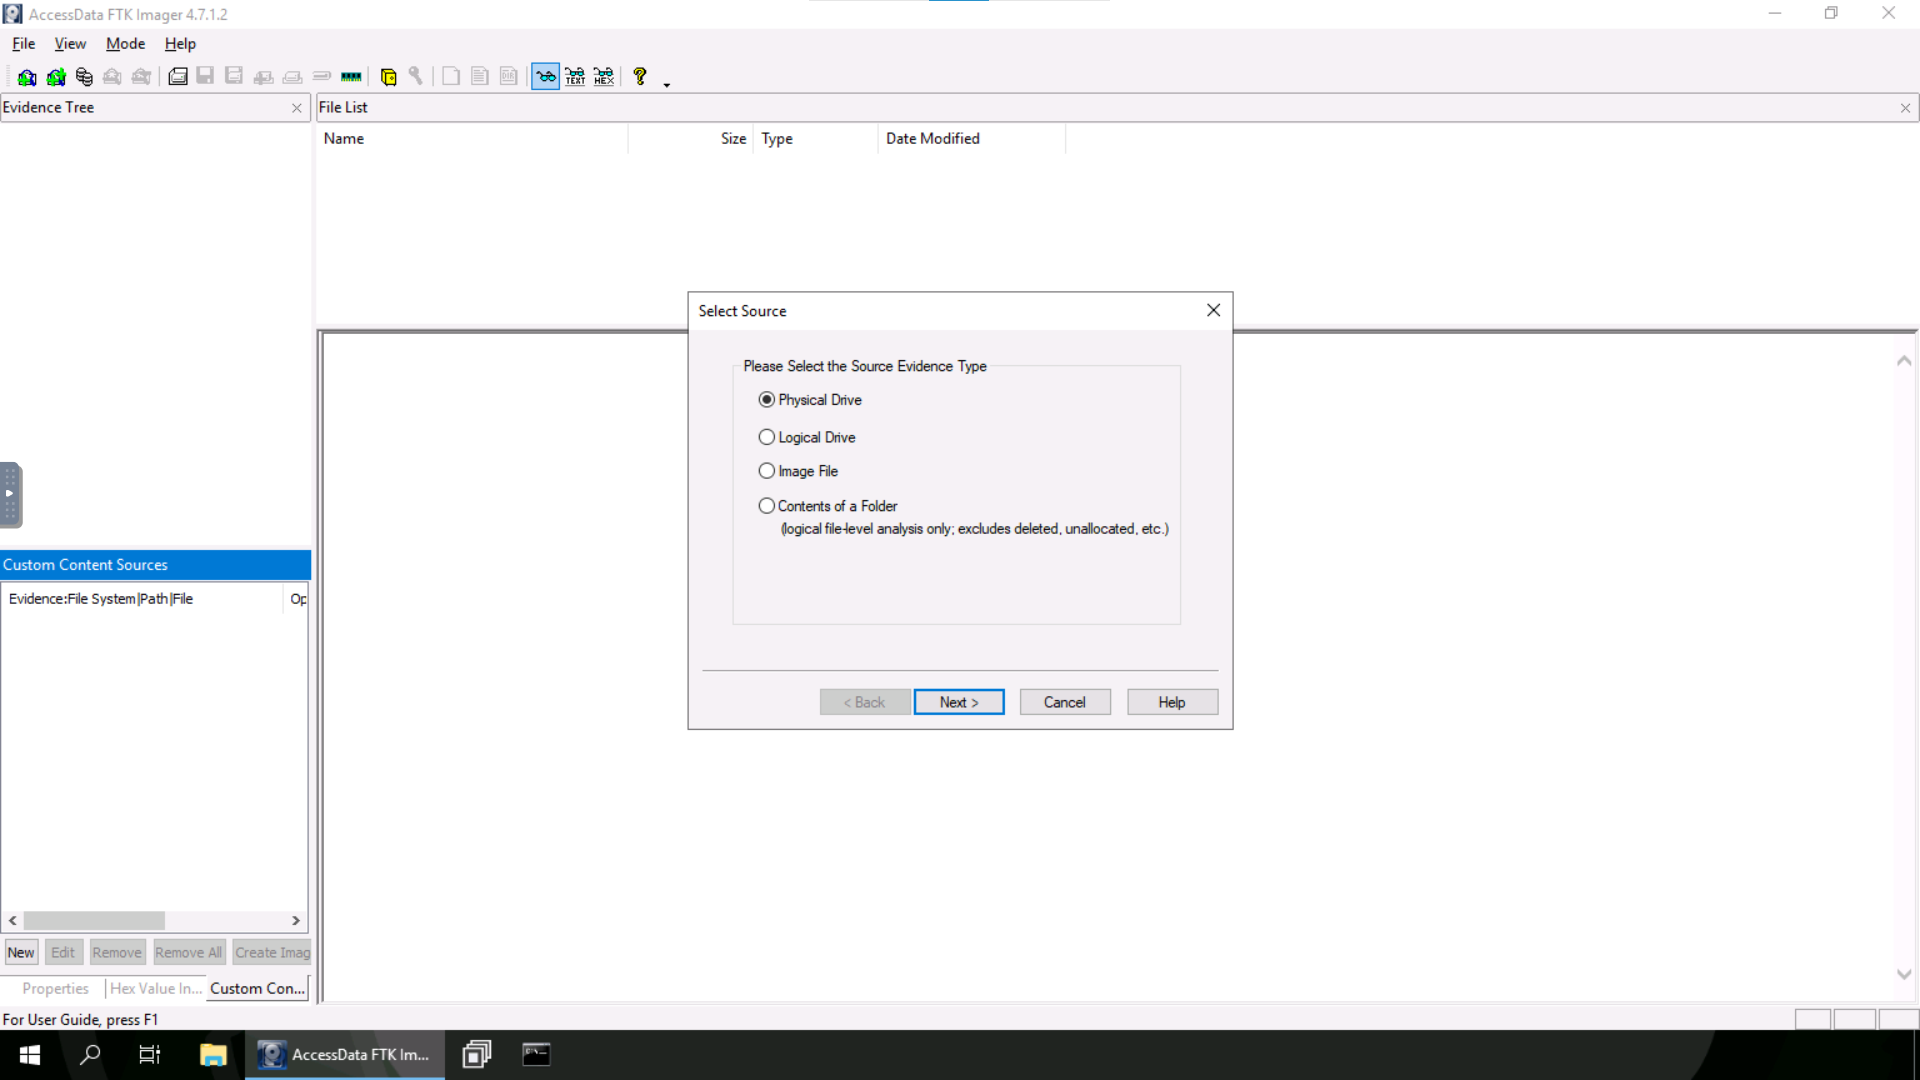 AccessData FTK Imager 4.7.1.2
File View Mode Help
TEXT HEX
Evidence Tree
File List
Name Size Type Date Modified
Select Source
Please Select the Source Evidence Type
Physical Drive
Logical Drive
Image File
Contents of a Folder
(logical file-level analysis only; excludes deleted, unallocated, etc.)
< Back Next > Cancel Help
Custom Content Sources
Evidence:File System|Path|File Op
New Edit Remove Remove All Create Imag
Properties Hex Value In... Custom Con...
For User Guide, press F1
AccessData FTK Im...